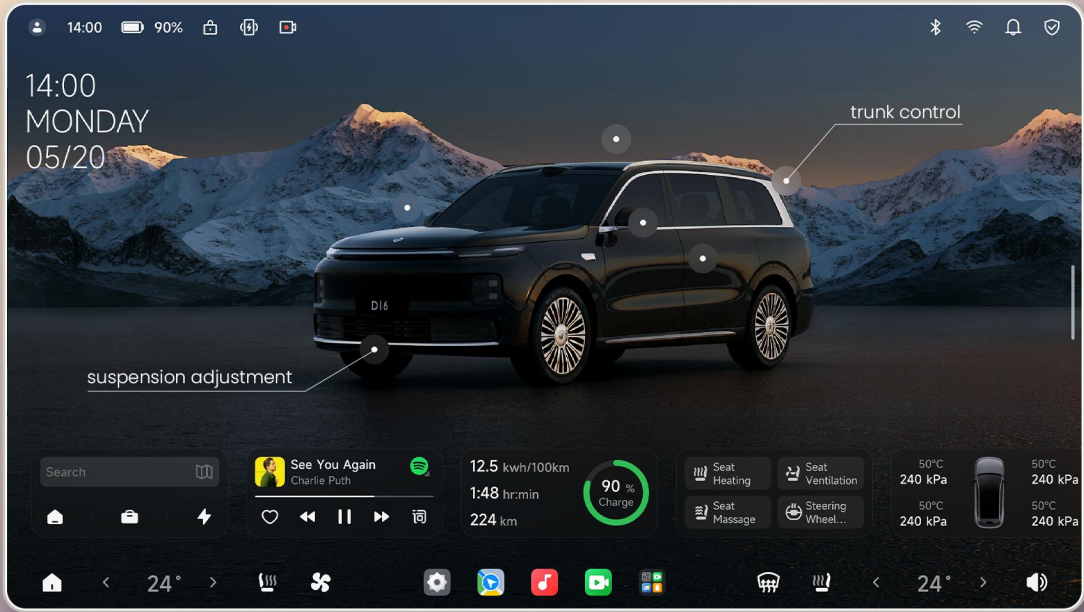 14:00
90%
14:00
MONDAY
05/20
trunk control
D16
suspension adjustment
Search
See You Again
Charlie Puth
12.5 kwh/100km
1:48 hr:min
224 km
90 %
Charge
Seat
Heating
Seat
Ventilation
Seat
Massage
Steering
Wheel...
50°C
240 kPa
50°C
240 kPa
50°C
240 kPa
50°C
240 kPa
24°
24°